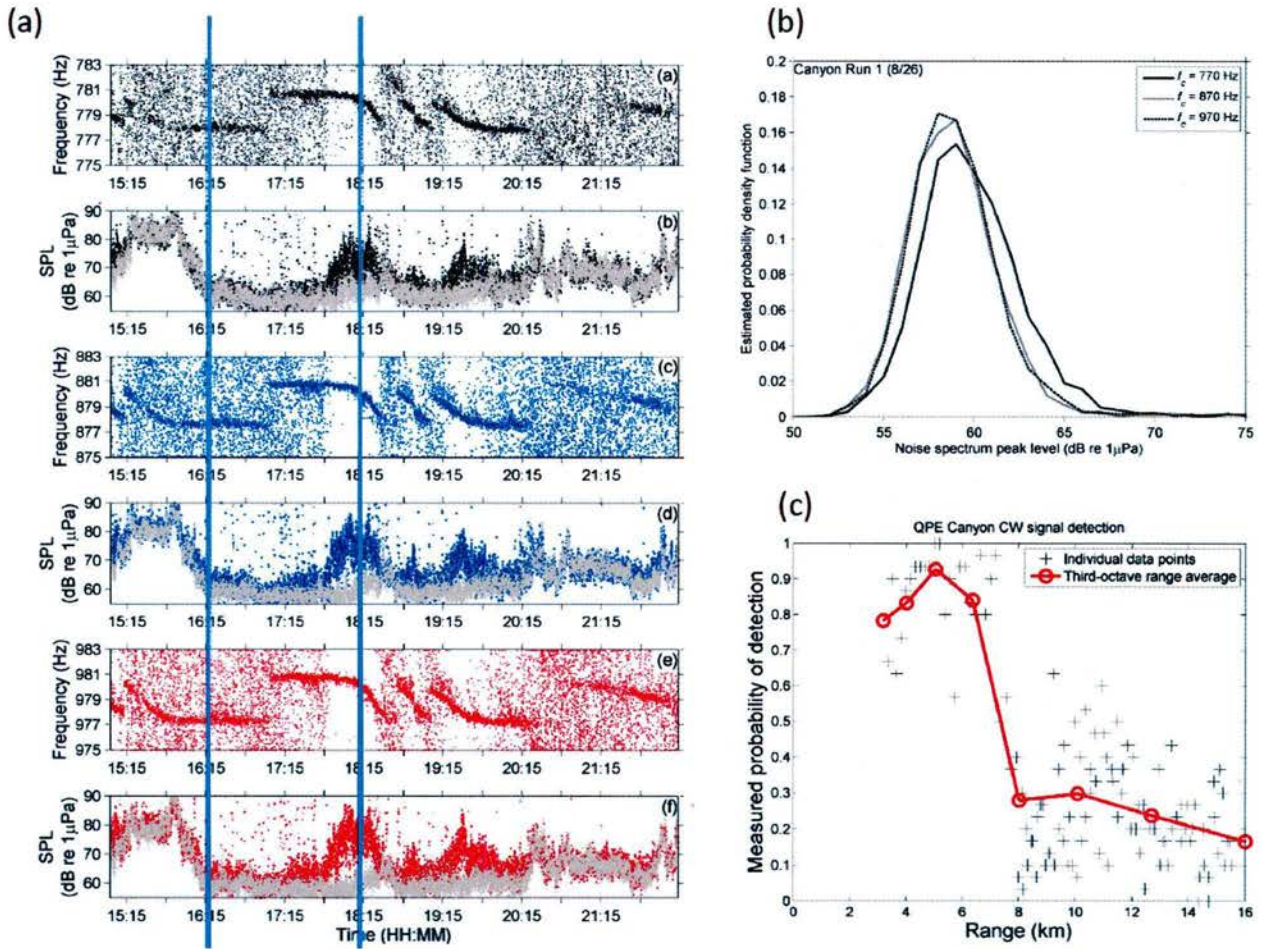 (a)
Frequency (Hz)
783
781
779
777
775
(a)
15:15 16:15 17:15 18:15 19:15 20:15 21:15
SPL
(dB re 1μPa)
90
80
70
60
(b)
15:15 16:15 17:15 18:15 19:15 20:15 21:15
Frequency (Hz)
883
881
879
877
875
(c)
15:15 16:15 17:15 18:15 19:15 20:15 21:15
SPL
(dB re 1μPa)
90
80
70
60
(d)
15:15 16:15 17:15 18:15 19:15 20:15 21:15
Frequency (Hz)
983
981
979
977
975
(e)
15:15 16:15 17:15 18:15 19:15 20:15 21:15
SPL
(dB re 1μPa)
90
80
70
60
(f)
15:15 16:15 17:15 18:15 19:15 20:15 21:15
Time (HH:MM)
(b)
Canyon Run 1 (8/26)
f_c = 770 Hz
f_c = 870 Hz
f_c = 970 Hz
Estimated probability density function
0.2
0.18
0.16
0.14
0.12
0.1
0.08
0.06
0.04
0.02
0
50 55 60 65 70 75
Noise spectrum peak level (dB re 1μPa)
(c)
QPE Canyon CW signal detection
Individual data points
Third-octave range average
Measured probability of detection
1
0.9
0.8
0.7
0.6
0.5
0.4
0.3
0.2
0.1
0
0 2 4 6 8 10 12 14 16
Range (km)